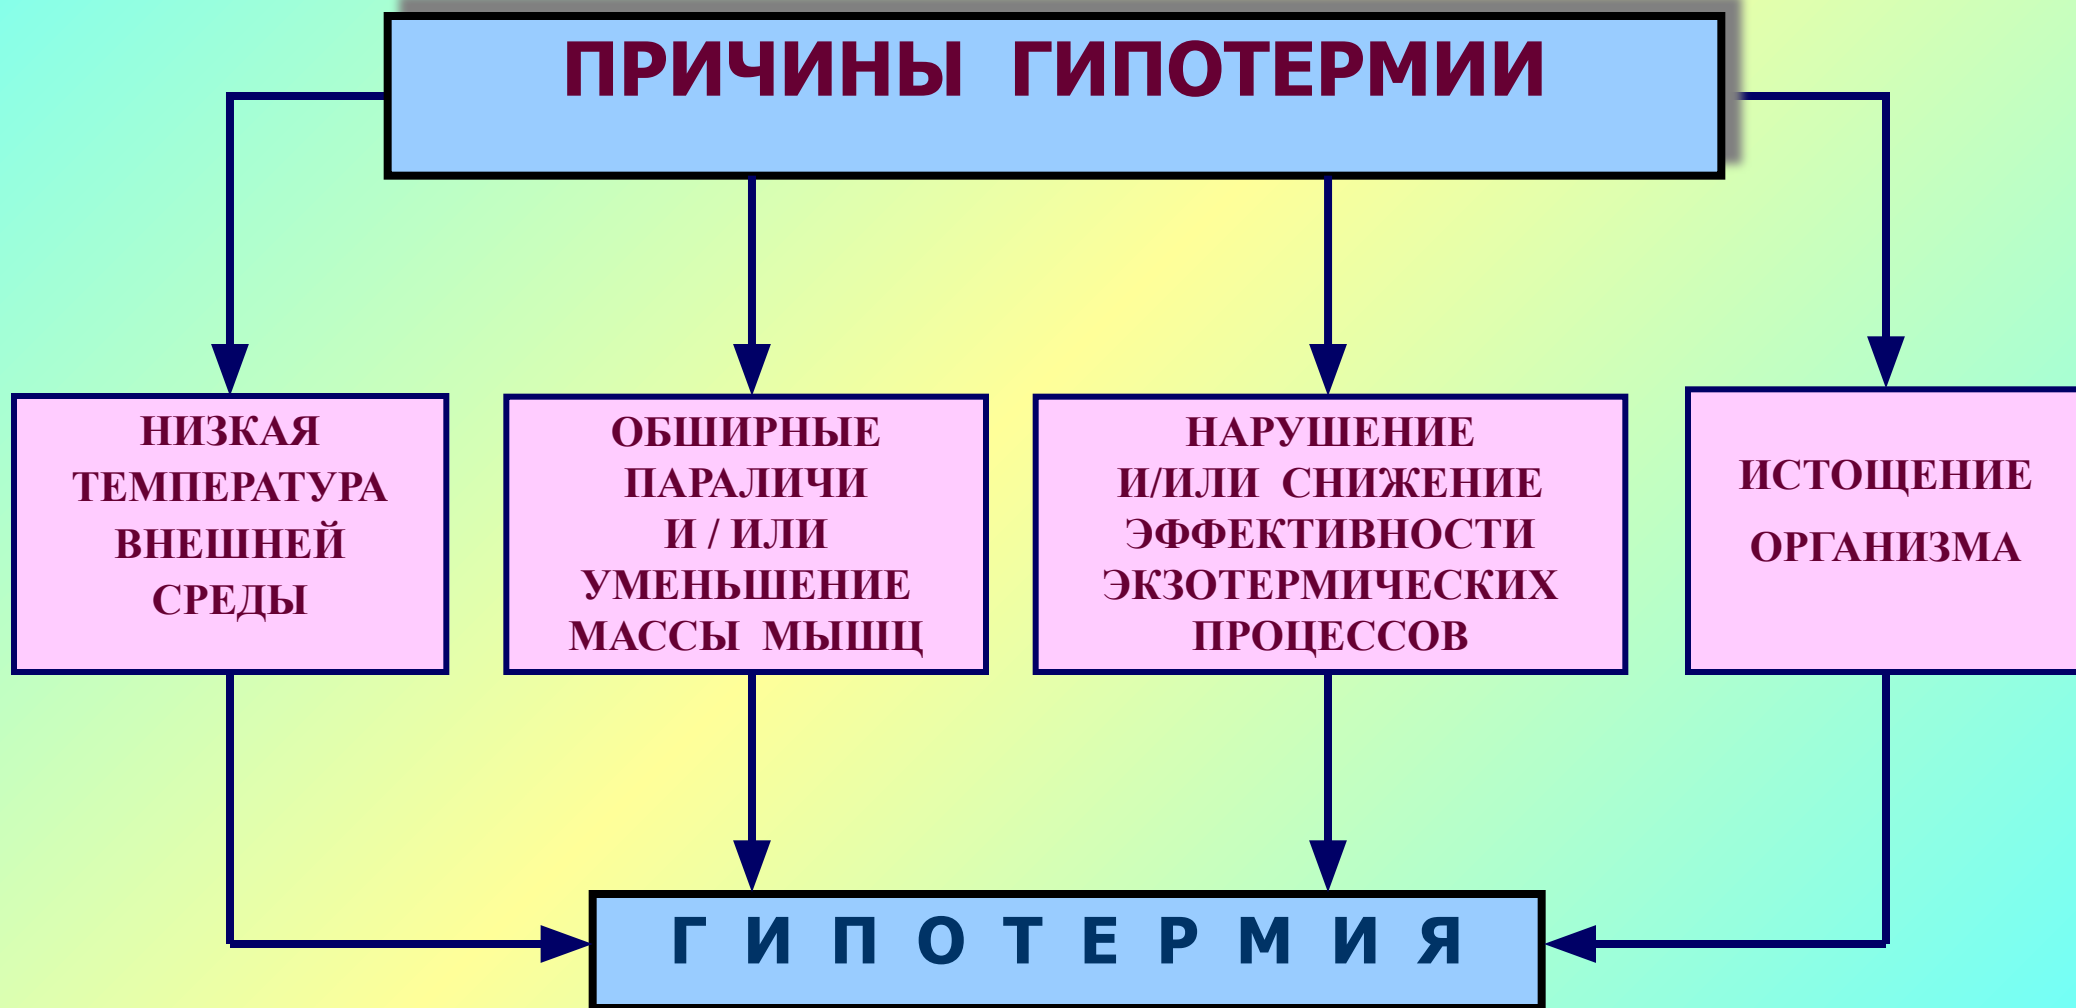 ПРИЧИНЫ ГИПОТЕРМИИ
НИЗКАЯ
ТЕМПЕРАТУРА
ВНЕШНЕЙ
СРЕДЫ
ОБШИРНЫЕ
ПАРАЛИЧИ
И / ИЛИ
УМЕНЬШЕНИЕ
МАССЫ МЫШЦ
НАРУШЕНИЕ
И/ИЛИ СНИЖЕНИЕ
ЭФФЕКТИВНОСТИ
ЭКЗОТЕРМИЧЕСКИХ
ПРОЦЕССОВ
ИСТОЩЕНИЕ
ОРГАНИЗМА
Г И П О Т Е Р М И Я